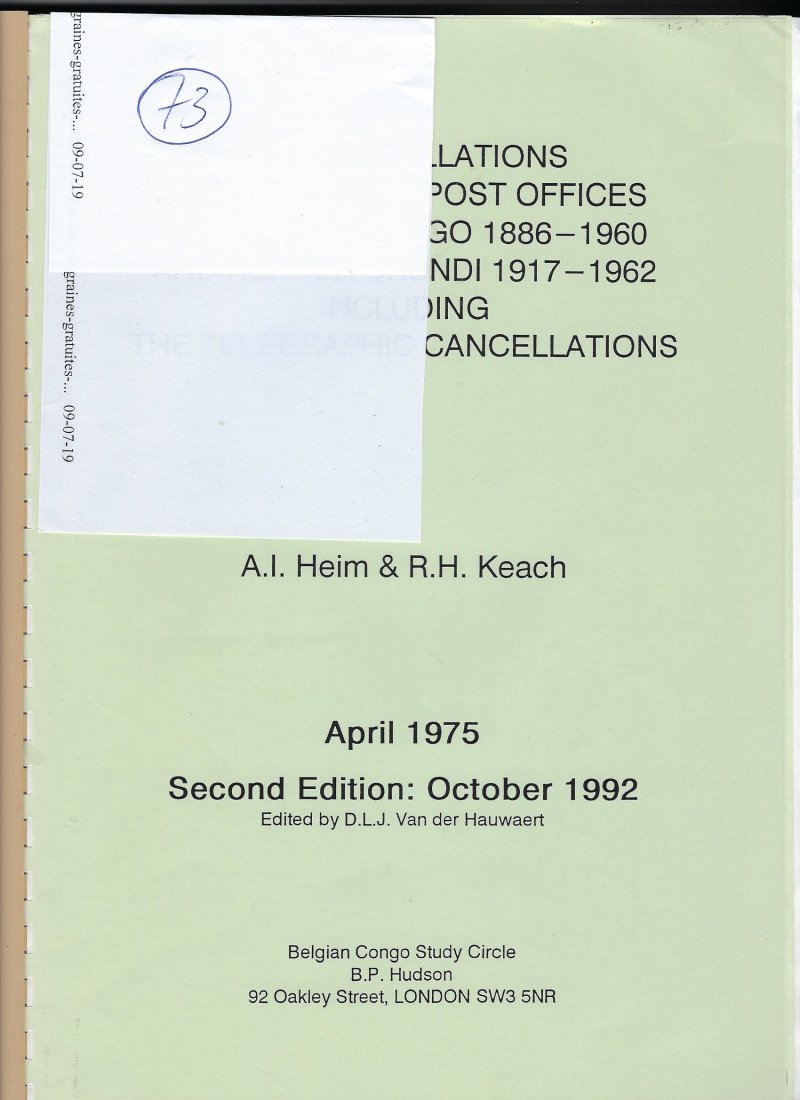 73
graines-gratuites-... 09-07-19
graines-gratuites-... 09-07-19
LLATIONS
POST OFFICES
GO 1886–1960
NDI 1917–1962
INCLUDING
CANCELLATIONS
A.I. Heim & R.H. Keach
April 1975
Second Edition: October 1992
Edited by D.L.J. Van der Hauwaert
Belgian Congo Study Circle
B.P. Hudson
92 Oakley Street, LONDON SW3 5NR